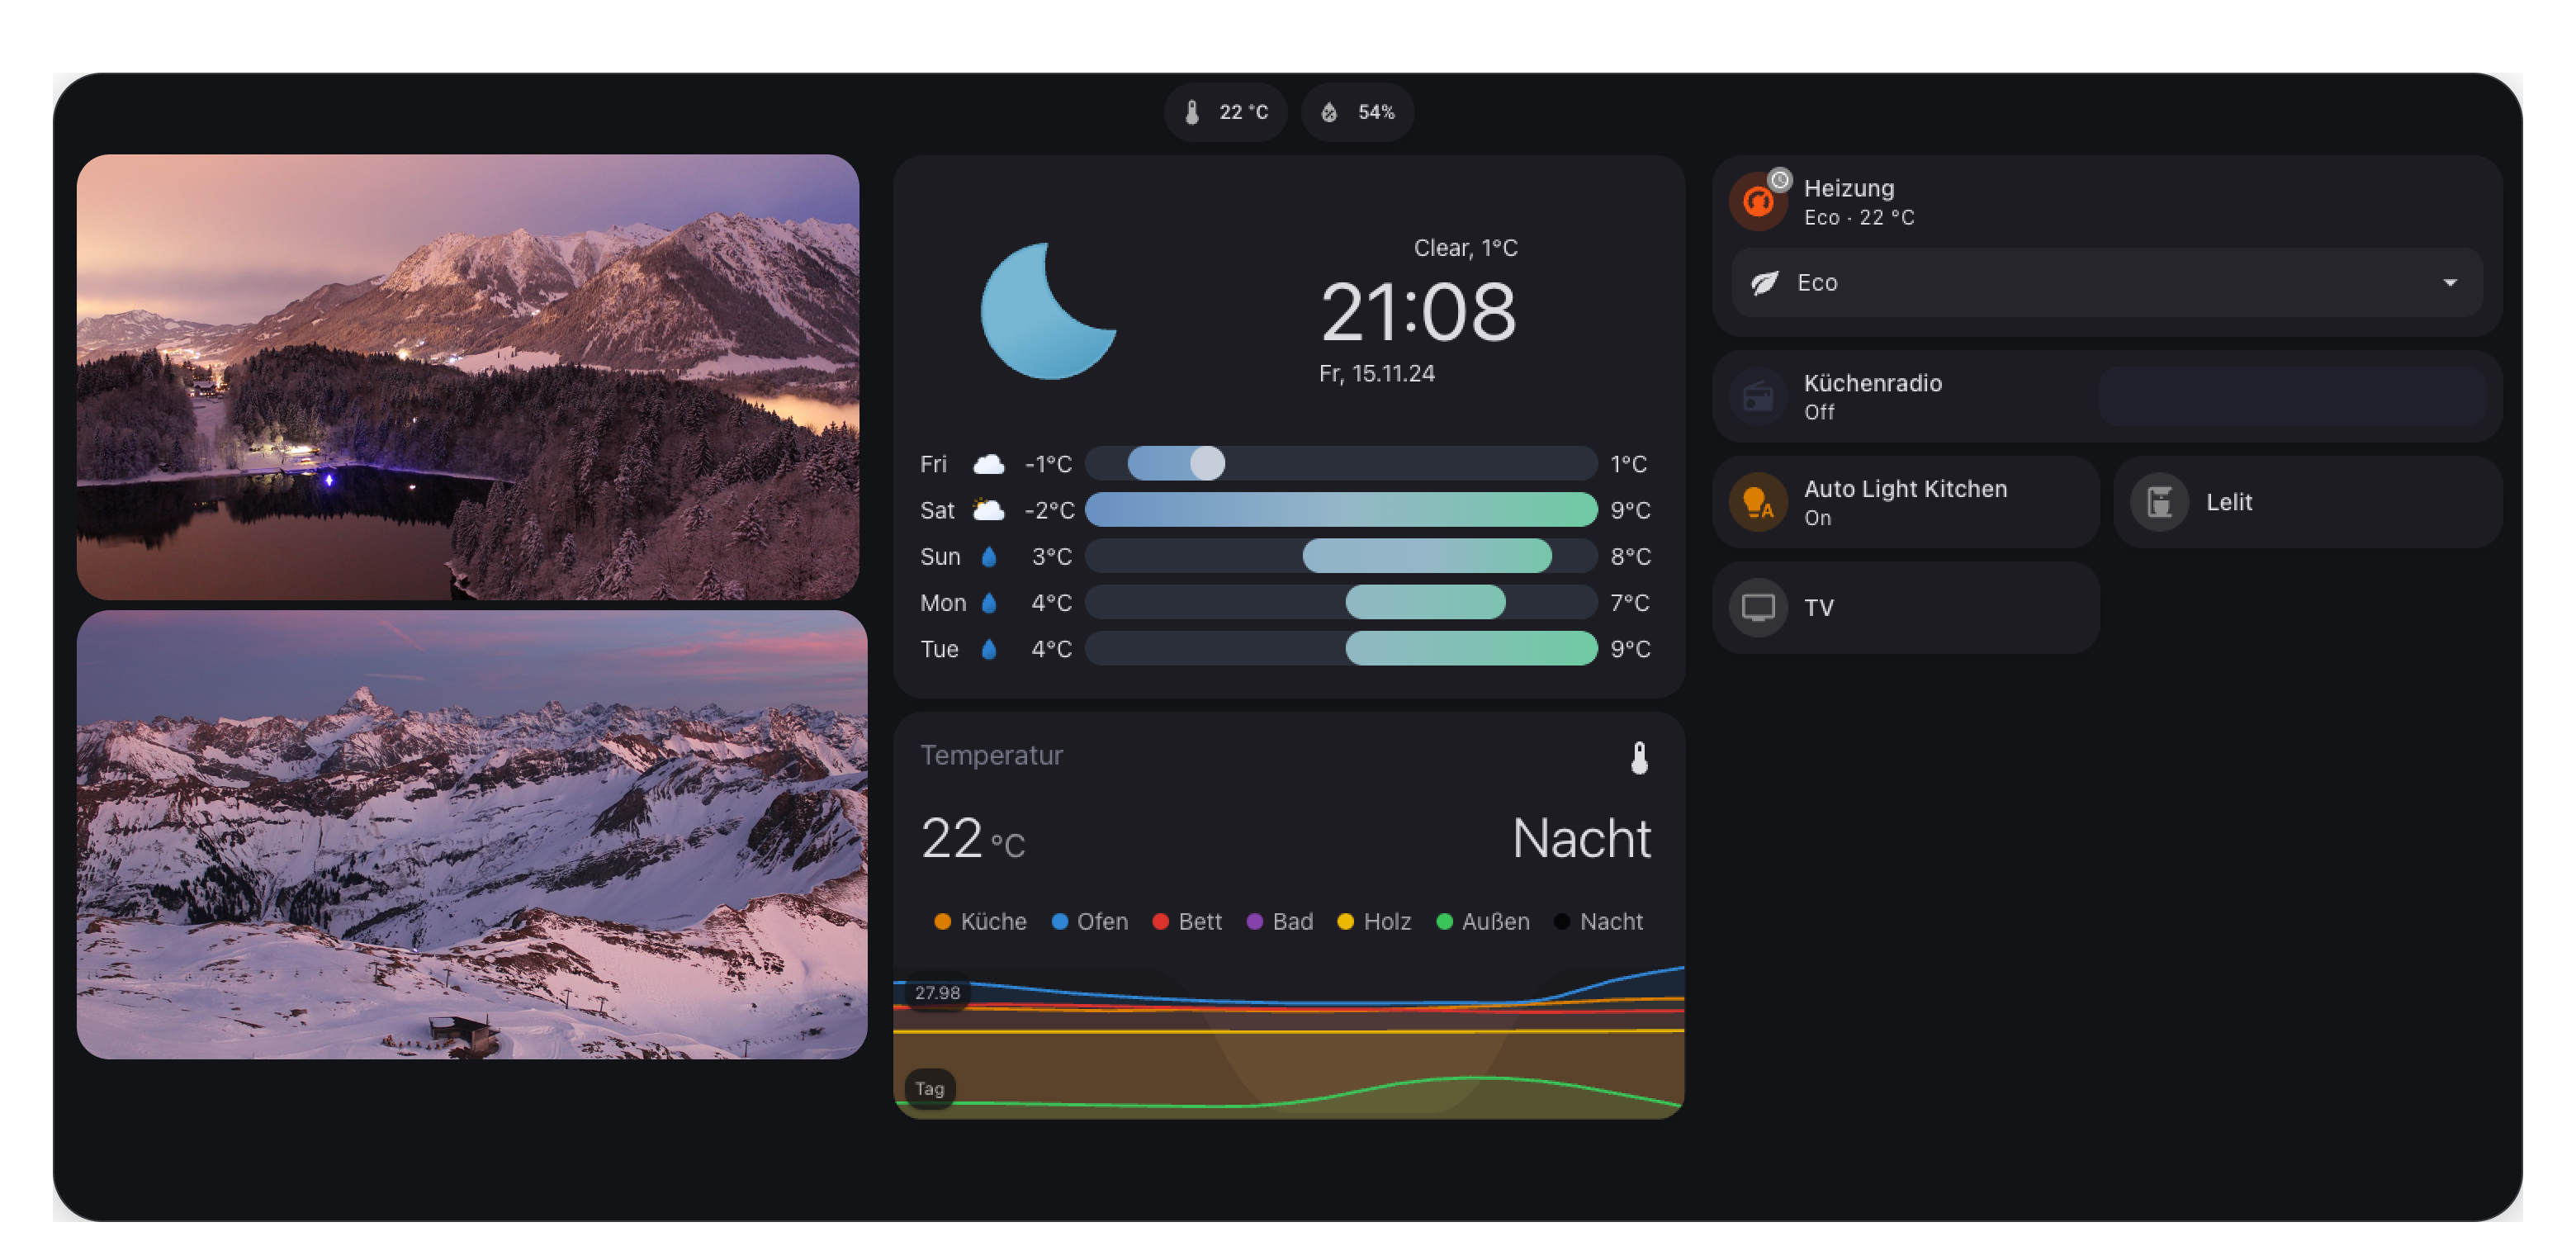 22 °C
54%
Clear, 1°C
21:08
Fr, 15.11.24
Fri -1°C 1°C
Sat -2°C 9°C
Sun 3°C 8°C
Mon 4°C 7°C
Tue 4°C 9°C
Temperatur
22 °C
Nacht
Küche Ofen Bett Bad Holz Außen Nacht
27.98
Tag
Heizung
Eco · 22 °C
Eco
Küchenradio
Off
Auto Light Kitchen
On
Lelit
TV